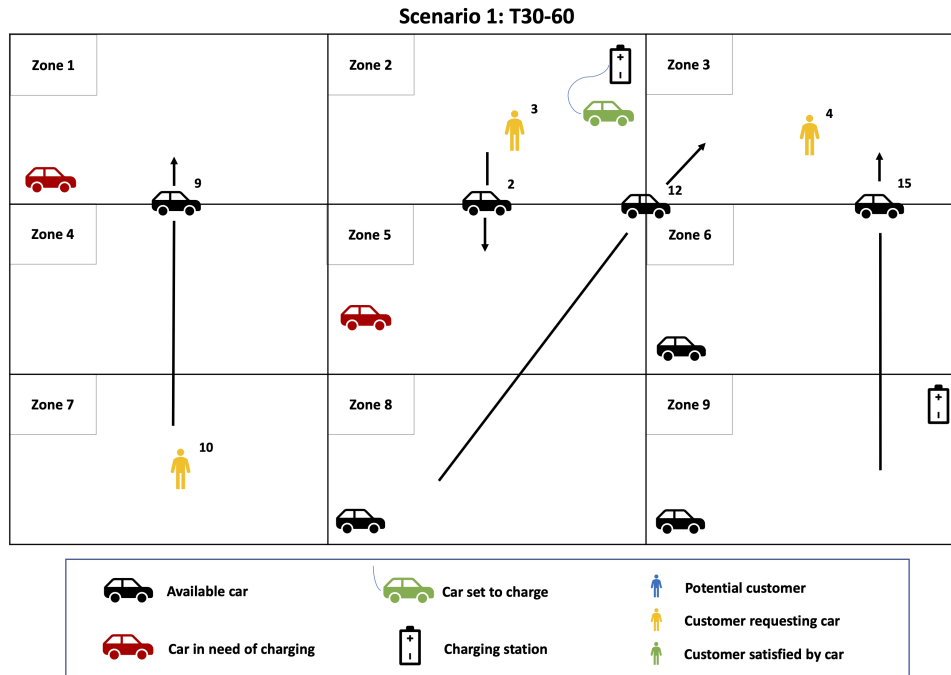 Scenario 1: T30-60
Zone 1
Zone 2
Zone 3
3
4
9
2
12
15
Zone 4
Zone 5
Zone 6
Zone 7
Zone 8
Zone 9
10
Available car
Car set to charge
Potential customer
Customer requesting car
Car in need of charging
Charging station
Customer satisfied by car